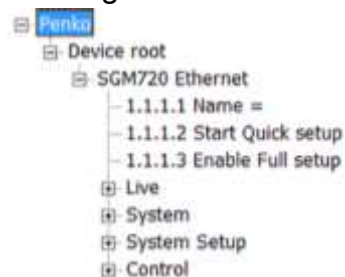 Penko
Device root
SGM720 Ethernet
1.1.1.1 Name =
1.1.1.2 Start Quick setup
1.1.1.3 Enable Full setup
Live
System
System Setup
Control